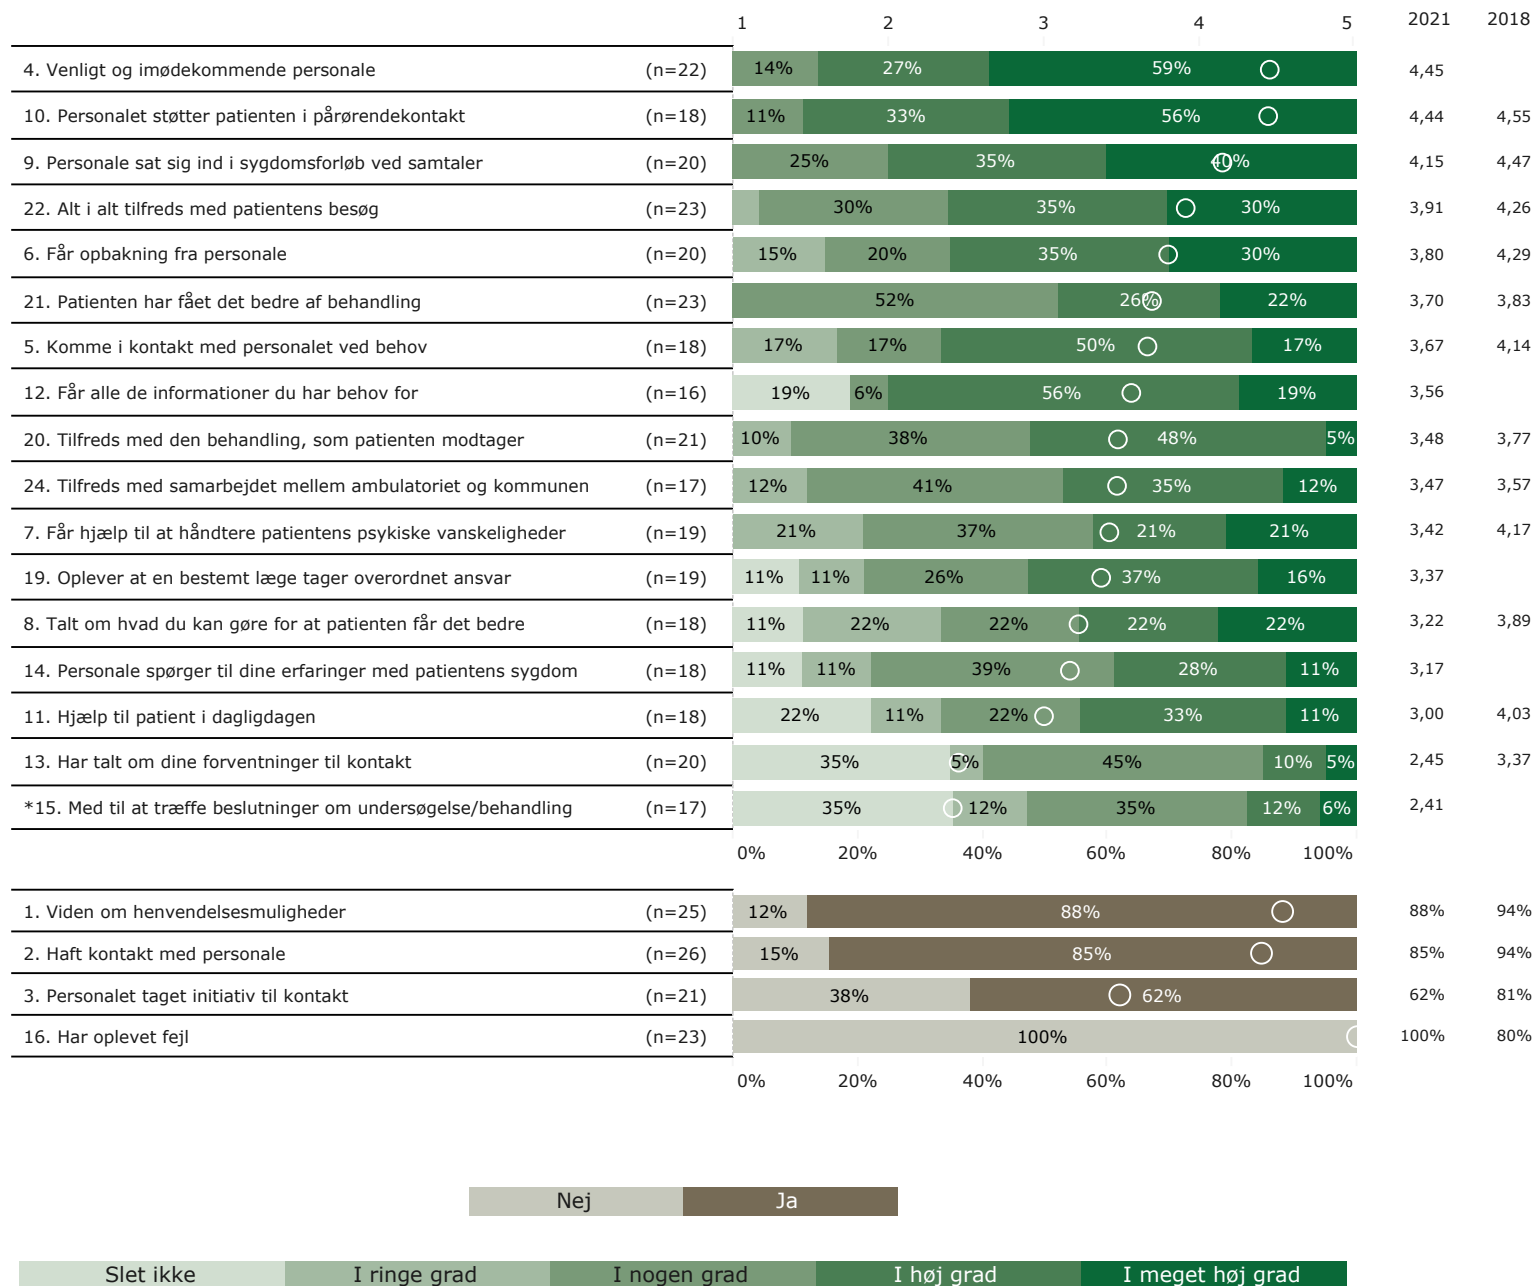 1 2 3 4 5 2021 2018
4. Venligt og imødekommende personale (n=22) 14% 27% 59% 4,45
10. Personalet støtter patienten i pårørendekontakt (n=18) 11% 33% 56% 4,44 4,55
9. Personale sat sig ind i sygdomsforløb ved samtaler (n=20) 25% 35% 40% 4,15 4,47
22. Alt i alt tilfreds med patientens besøg (n=23) 30% 35% 30% 3,91 4,26
6. Får opbakning fra personale (n=20) 15% 20% 35% 30% 3,80 4,29
21. Patienten har fået det bedre af behandling (n=23) 52% 26% 22% 3,70 3,83
5. Komme i kontakt med personalet ved behov (n=18) 17% 17% 50% 17% 3,67 4,14
12. Får alle de informationer du har behov for (n=16) 19% 6% 56% 19% 3,56
20. Tilfreds med den behandling, som patienten modtager (n=21) 10% 38% 48% 5% 3,48 3,77
24. Tilfreds med samarbejdet mellem ambulatoriet og kommunen (n=17) 12% 41% 35% 12% 3,47 3,57
7. Får hjælp til at håndtere patientens psykiske vanskeligheder (n=19) 21% 37% 21% 21% 3,42 4,17
19. Oplever at en bestemt læge tager overordnet ansvar (n=19) 11% 11% 26% 37% 16% 3,37
8. Talt om hvad du kan gøre for at patienten får det bedre (n=18) 11% 22% 22% 22% 22% 3,22 3,89
14. Personale spørger til dine erfaringer med patientens sygdom (n=18) 11% 11% 39% 28% 11% 3,17
11. Hjælp til patient i dagligdagen (n=18) 22% 11% 22% 33% 11% 3,00 4,03
13. Har talt om dine forventninger til kontakt (n=20) 35% 5% 45% 10% 5% 2,45 3,37
*15. Med til at træffe beslutninger om undersøgelse/behandling (n=17) 35% 12% 35% 12% 6% 2,41
0% 20% 40% 60% 80% 100%
1. Viden om henvendelsesmuligheder (n=25) 12% 88% 88% 94%
2. Haft kontakt med personale (n=26) 15% 85% 85% 94%
3. Personalet taget initiativ til kontakt (n=21) 38% 62% 62% 81%
16. Har oplevet fejl (n=23) 100% 100% 80%
0% 20% 40% 60% 80% 100%
Nej Ja
Slet ikke I ringe grad I nogen grad I høj grad I meget høj grad